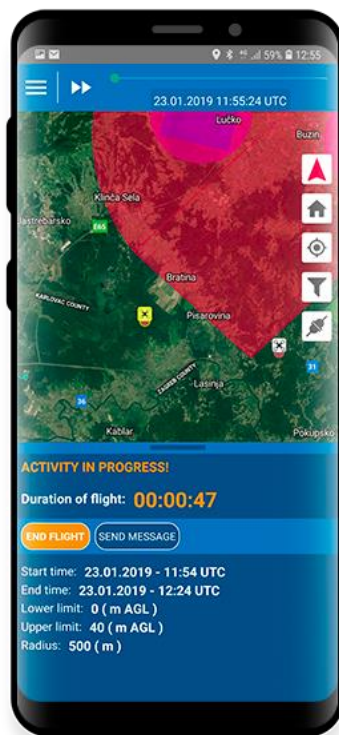 59% 12:55
23.01.2019 11:55:24 UTC
Lučko
Buzin
Klinča Sela
Jastrebarsko
E65
Bratina
KARLOVAC COUNTY
Pisarovina
31
ZAGREB COUNTY
Lasinja
36
Kablar
Pokupsko
ACTIVITY IN PROGRESS!
Duration of flight: 00:00:47
END FLIGHT SEND MESSAGE
Start time: 23.01.2019 - 11:54 UTC
End time: 23.01.2019 - 12:24 UTC
Lower limit: 0 ( m AGL )
Upper limit: 40 ( m AGL )
Radius: 500 ( m )